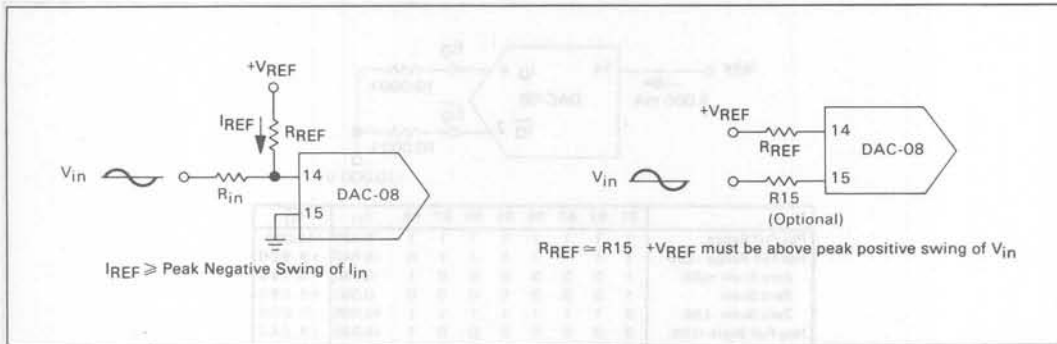 +VREF
IREF
RREF
Vin
Rin
14
DAC-08
15
IREF ⩾ Peak Negative Swing of Iin
+VREF
RREF
14
DAC-08
Vin
15
R15
(Optional)
RREF ≃ R15 +VREF must be above peak positive swing of Vin